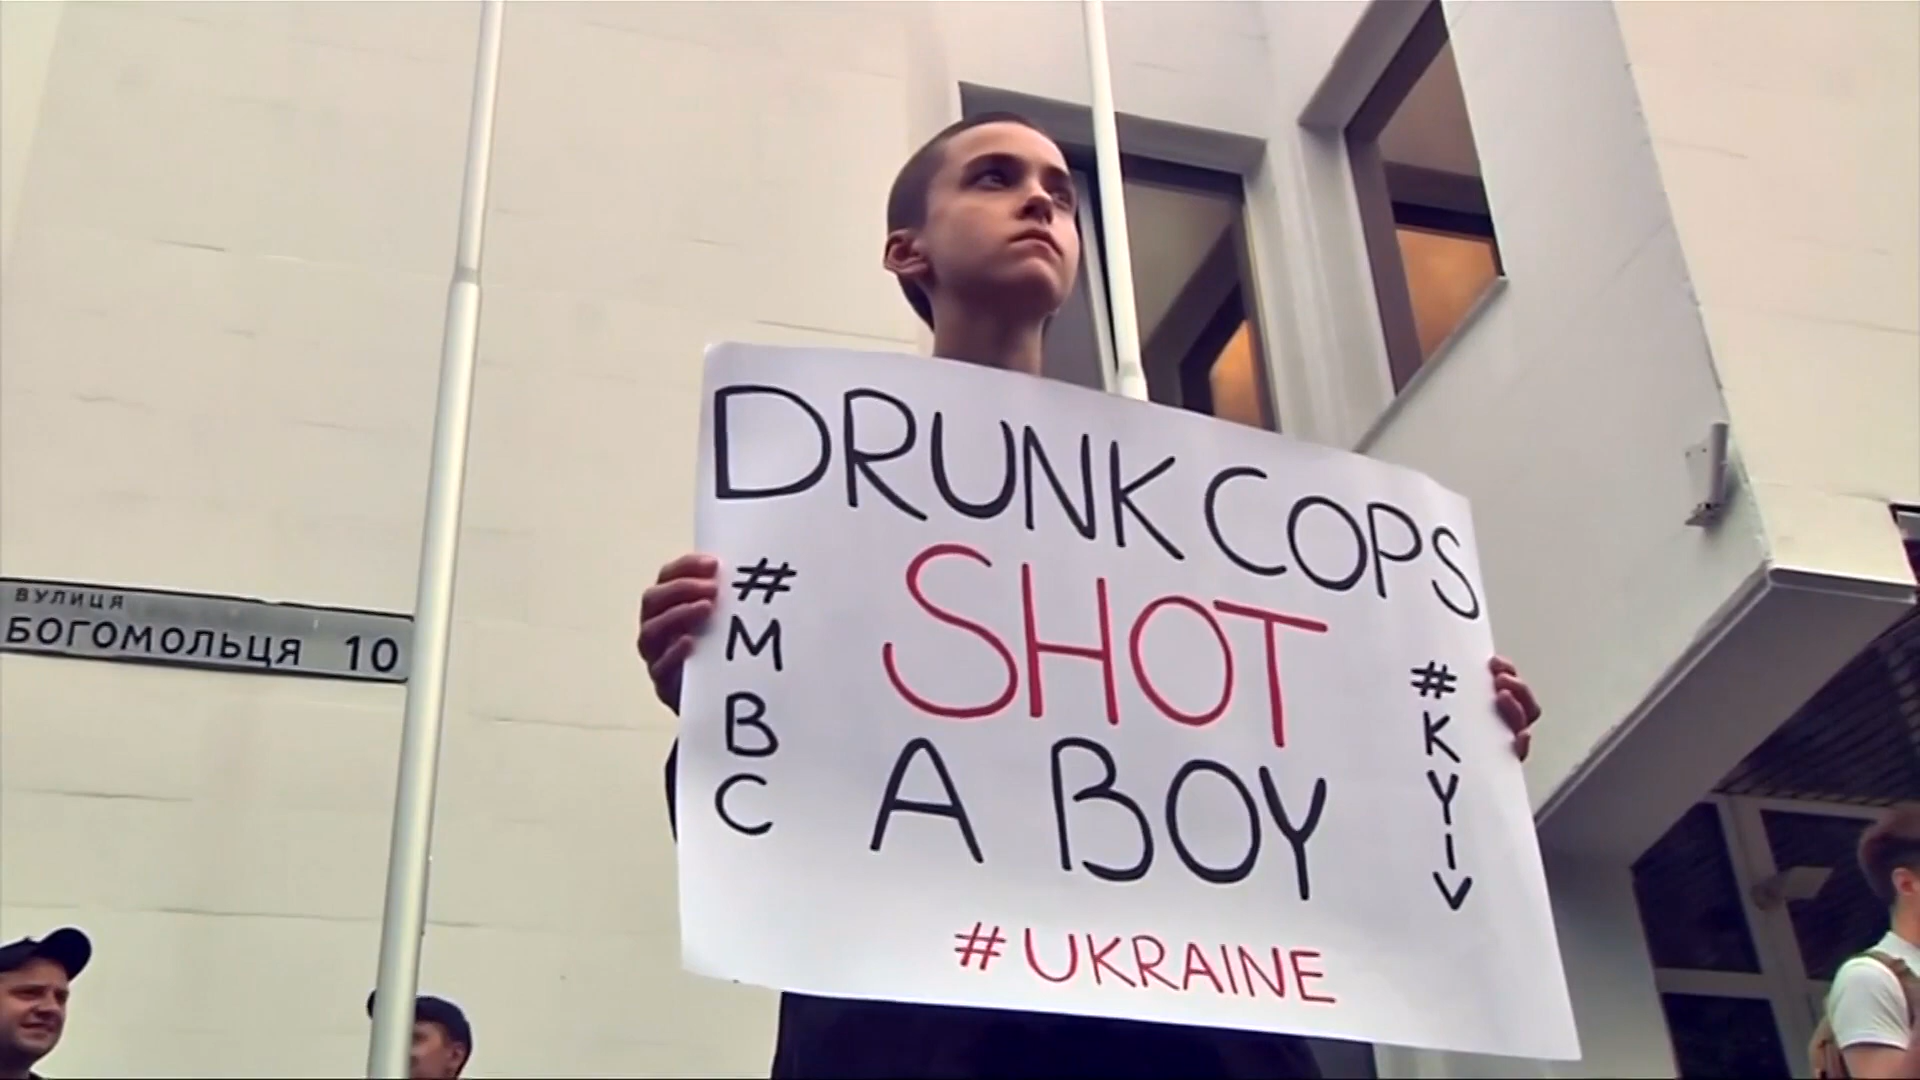 ВУЛИЦЯ
БОГОМОЛЬЦЯ 10
DRUNK COPS
SHOT
A BOY
#MBC
#KYIV
#UKRAINE